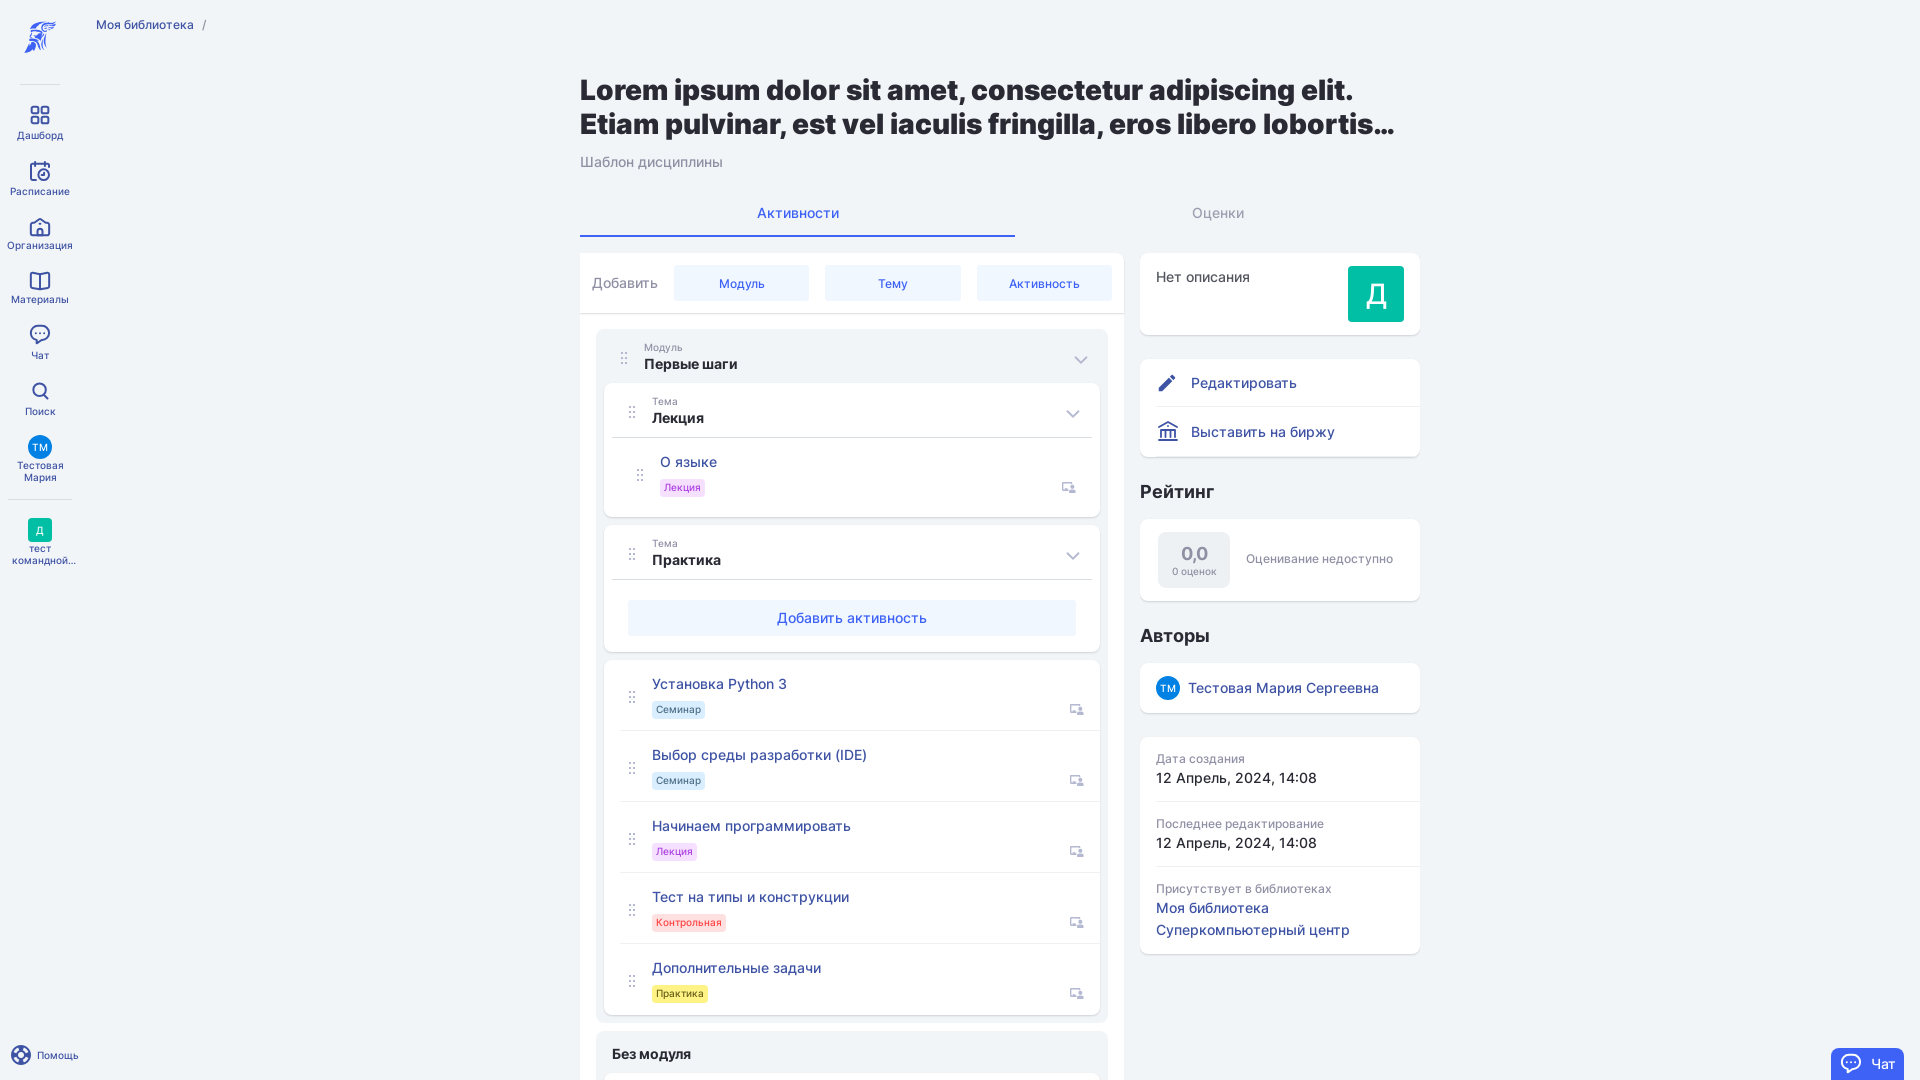 Моя библиотека /
Дашборд
Расписание
Организация
Материалы
Чат
Поиск
ТМ
Тестовая
Мария
Д
тест
командной...
Помощь
Lorem ipsum dolor sit amet, consectetur adipiscing elit.
Etiam pulvinar, est vel iaculis fringilla, eros libero lobortis...
Шаблон дисциплины
Активности
Оценки
Добавить
Модуль
Тему
Активность
Модуль
Первые шаги
Тема
Лекция
О языке
Лекция
Тема
Практика
Добавить активность
Установка Python 3
Семинар
Выбор среды разработки (IDE)
Семинар
Начинаем программировать
Лекция
Тест на типы и конструкции
Контрольная
Дополнительные задачи
Практика
Без модуля
Нет описания
Д
Редактировать
Выставить на биржу
Рейтинг
0,0
0 оценок
Оценивание недоступно
Авторы
ТМ Тестовая Мария Сергеевна
Дата создания
12 Апрель, 2024, 14:08
Последнее редактирование
12 Апрель, 2024, 14:08
Присутствует в библиотеках
Моя библиотека
Суперкомпьютерный центр
Чат